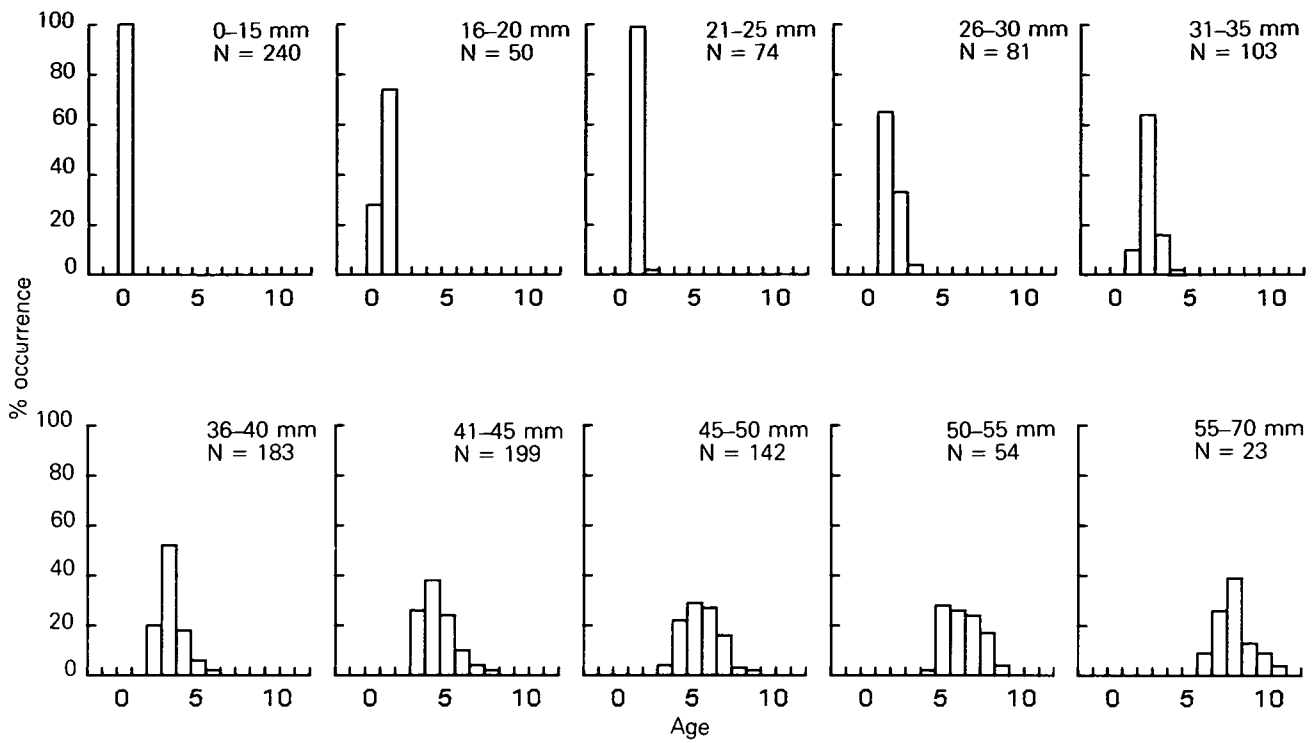 100
80
60
40
20
0
0–15 mm
N = 240
0 5 10
16–20 mm
N = 50
0 5 10
21–25 mm
N = 74
0 5 10
26–30 mm
N = 81
0 5 10
31–35 mm
N = 103
0 5 10
% occurrence
100
80
60
40
20
0
36–40 mm
N = 183
0 5 10
41–45 mm
N = 199
0 5 10
45–50 mm
N = 142
0 5 10
50–55 mm
N = 54
0 5 10
55–70 mm
N = 23
0 5 10
Age